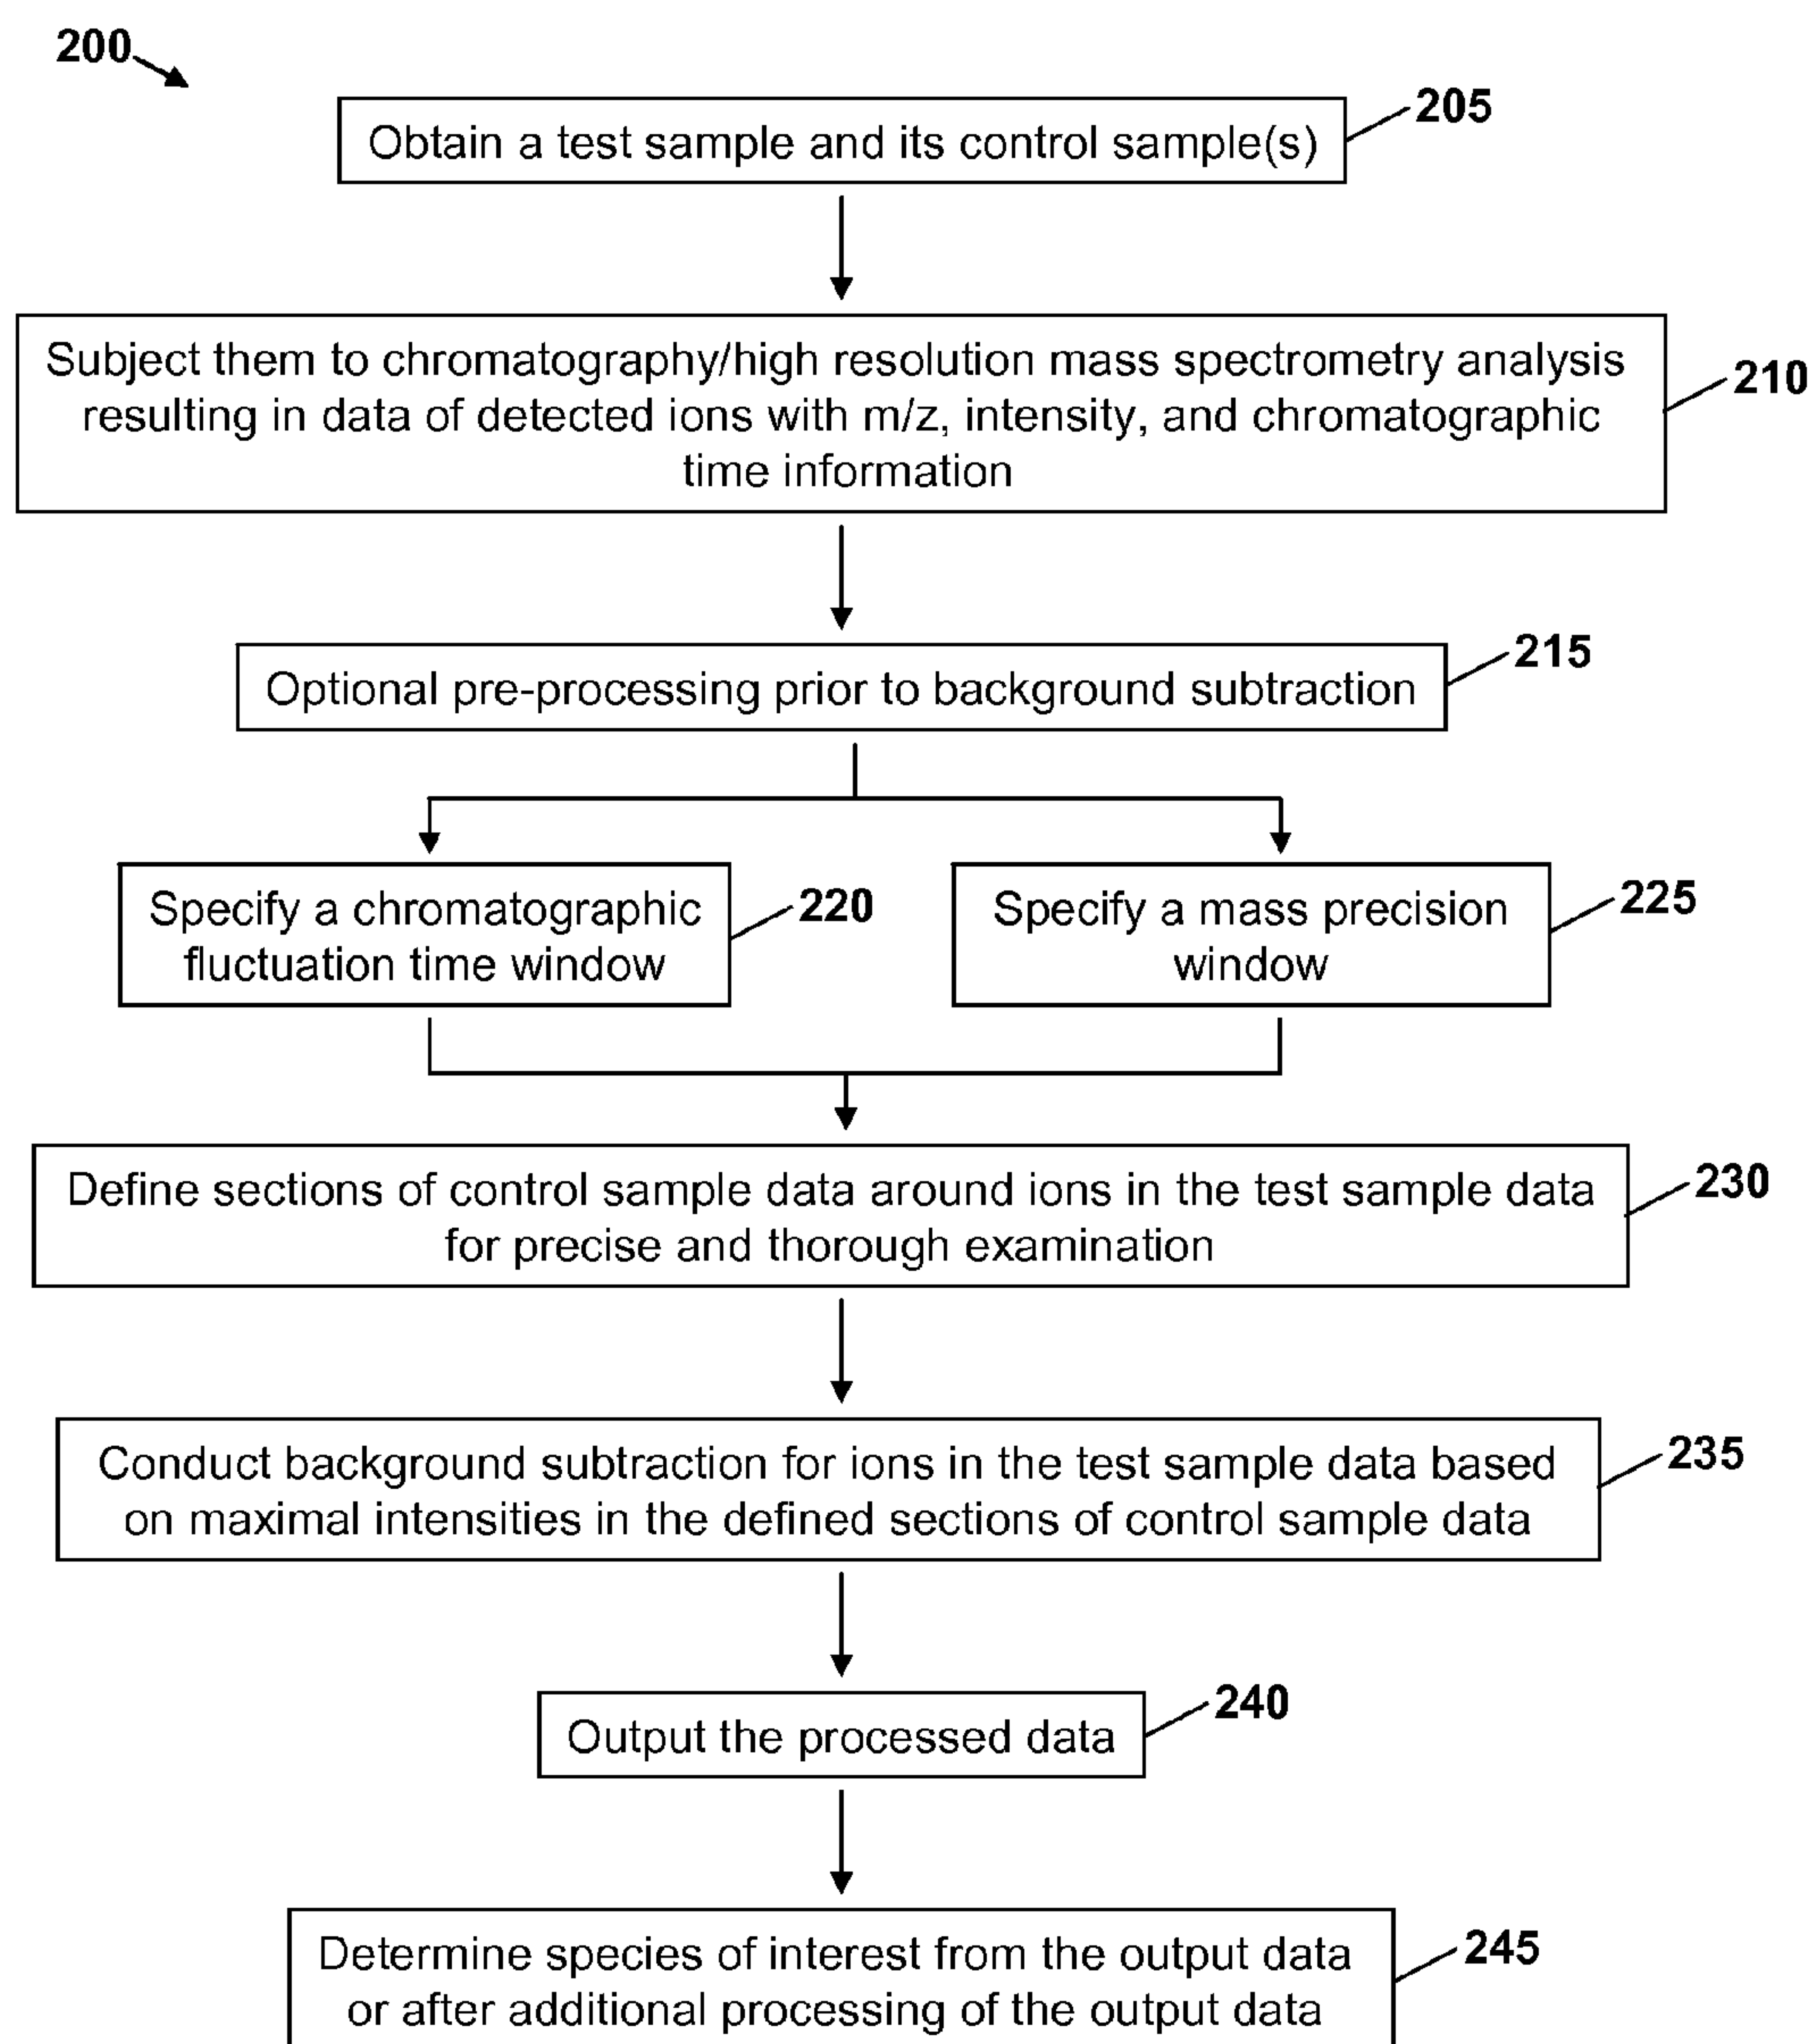 200
205
Obtain a test sample and its control sample(s)
Subject them to chromatography/high resolution mass spectrometry analysis
resulting in data of detected ions with m/z, intensity, and chromatographic
time information
210
215
Optional pre-processing prior to background subtraction
Specify a chromatographic
fluctuation time window
220
Specify a mass precision
window
225
Define sections of control sample data around ions in the test sample data
for precise and thorough examination
230
Conduct background subtraction for ions in the test sample data based
on maximal intensities in the defined sections of control sample data
235
240
Output the processed data
Determine species of interest from the output data
or after additional processing of the output data
245